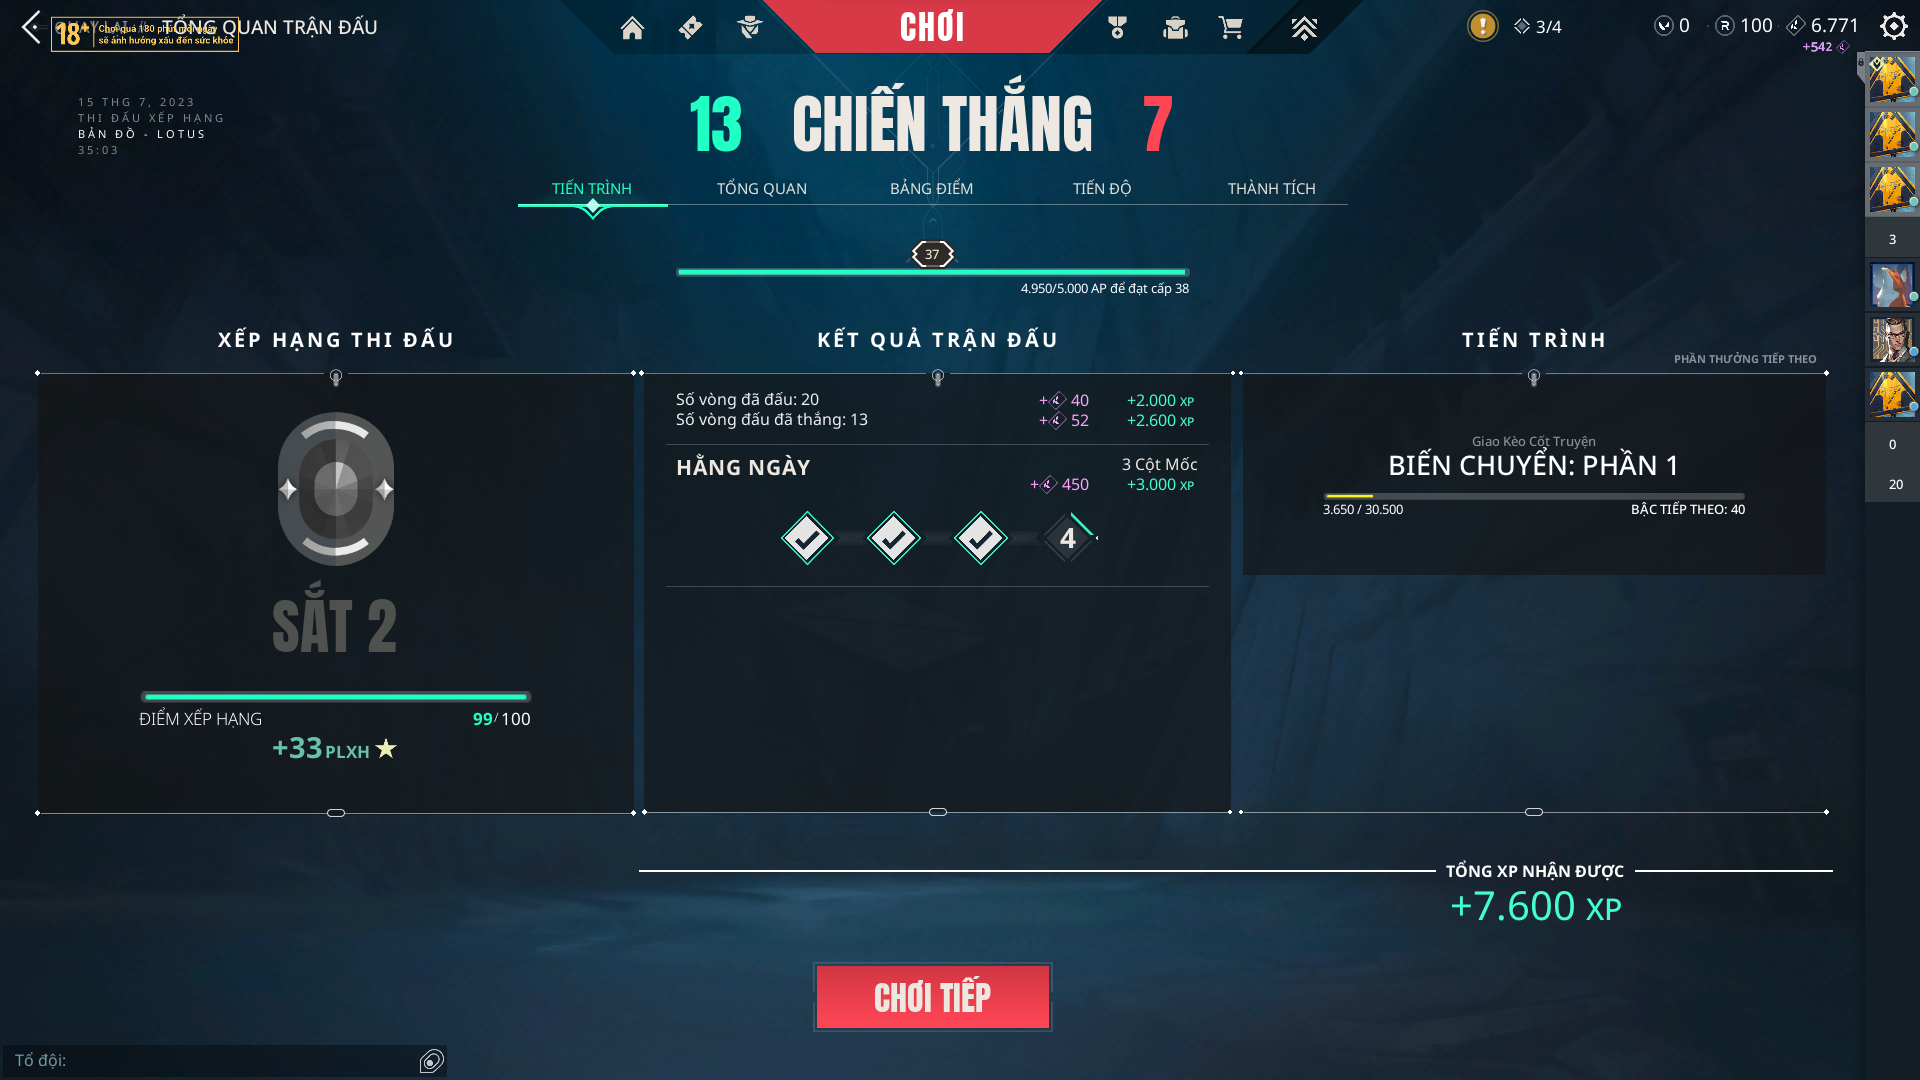 TỔNG QUAN TRẬN ĐẤU
18+
Chơi quá 180 phút một ngày
sẽ ảnh hưởng xấu đến sức khỏe
CHƠI
3/4
0
100
6.771
+542
15 THG 7, 2023
THI ĐẤU XẾP HẠNG
BẢN ĐỒ - LOTUS
35:03
13 CHIẾN THẮNG 7
TIẾN TRÌNH
TỔNG QUAN
BẢNG ĐIỂM
TIẾN ĐỘ
THÀNH TÍCH
37
4.950/5.000 AP để đạt cấp 38
XẾP HẠNG THI ĐẤU
SẮT 2
ĐIỂM XẾP HẠNG 99/100
+33 PLXH
KẾT QUẢ TRẬN ĐẤU
Số vòng đã đấu: 20 +40 +2.000 XP
Số vòng đấu đã thắng: 13 +52 +2.600 XP
HẰNG NGÀY 3 Cột Mốc
+450 +3.000 XP
4
TIẾN TRÌNH
PHẦN THƯỞNG TIẾP THEO
Giao Kèo Cốt Truyện
BIẾN CHUYỂN: PHẦN 1
3.650 / 30.500 BẬC TIẾP THEO: 40
TỔNG XP NHẬN ĐƯỢC
+7.600 XP
CHƠI TIẾP
Tổ đội:
3
0
20